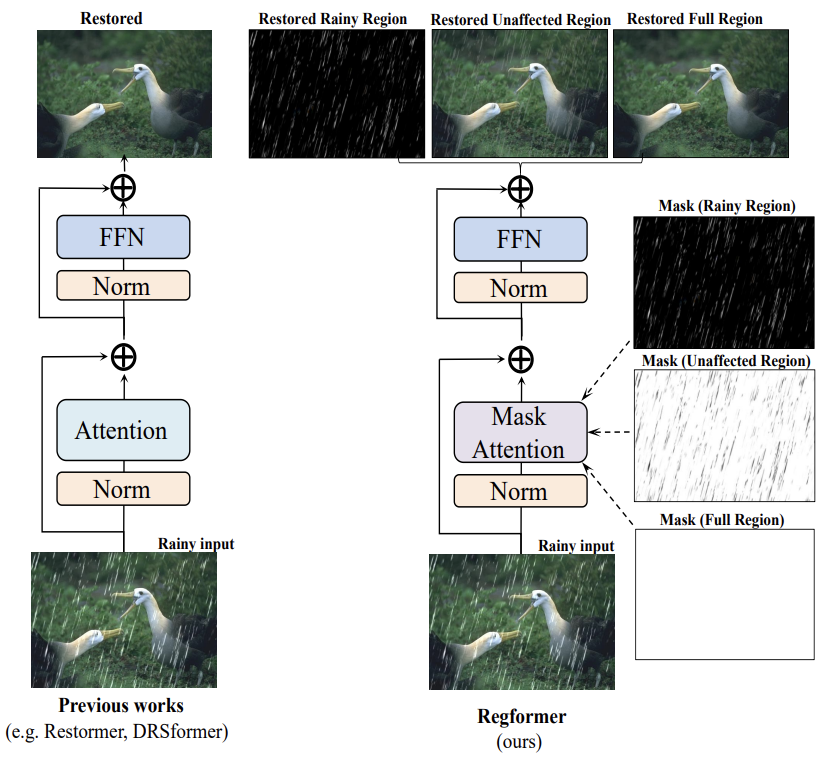 Restored
Restored Rainy Region
Restored Unaffected Region
Restored Full Region
FFN
Norm
Attention
Norm
Rainy input
Previous works
(e.g. Restormer, DRSformer)
FFN
Norm
Mask
Attention
Norm
Rainy input
Regformer
(ours)
Mask (Rainy Region)
Mask (Unaffected Region)
Mask (Full Region)